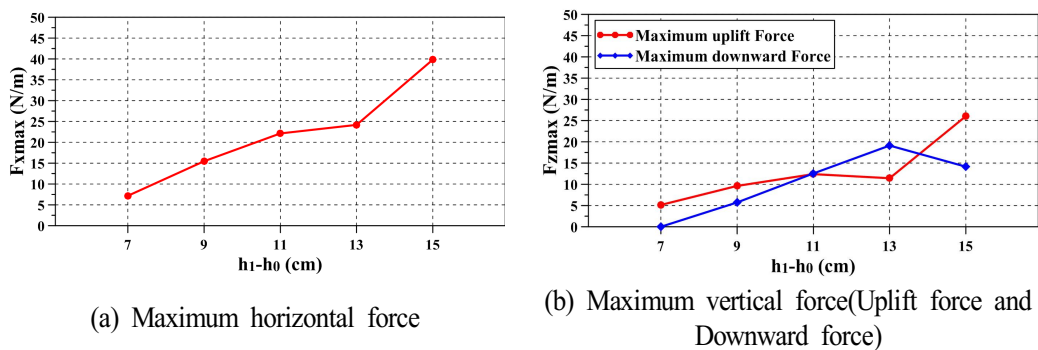 50
45
40
35
30
25
20
15
10
5
0
Fxmax (N/m)
7 9 11 13 15
h1-h0 (cm)
(a) Maximum horizontal force
50
45
40
35
30
25
20
15
10
5
0
Fzmax (N/m)
Maximum uplift Force
Maximum downward Force
7 9 11 13 15
h1-h0 (cm)
(b) Maximum vertical force(Uplift force and
Downward force)